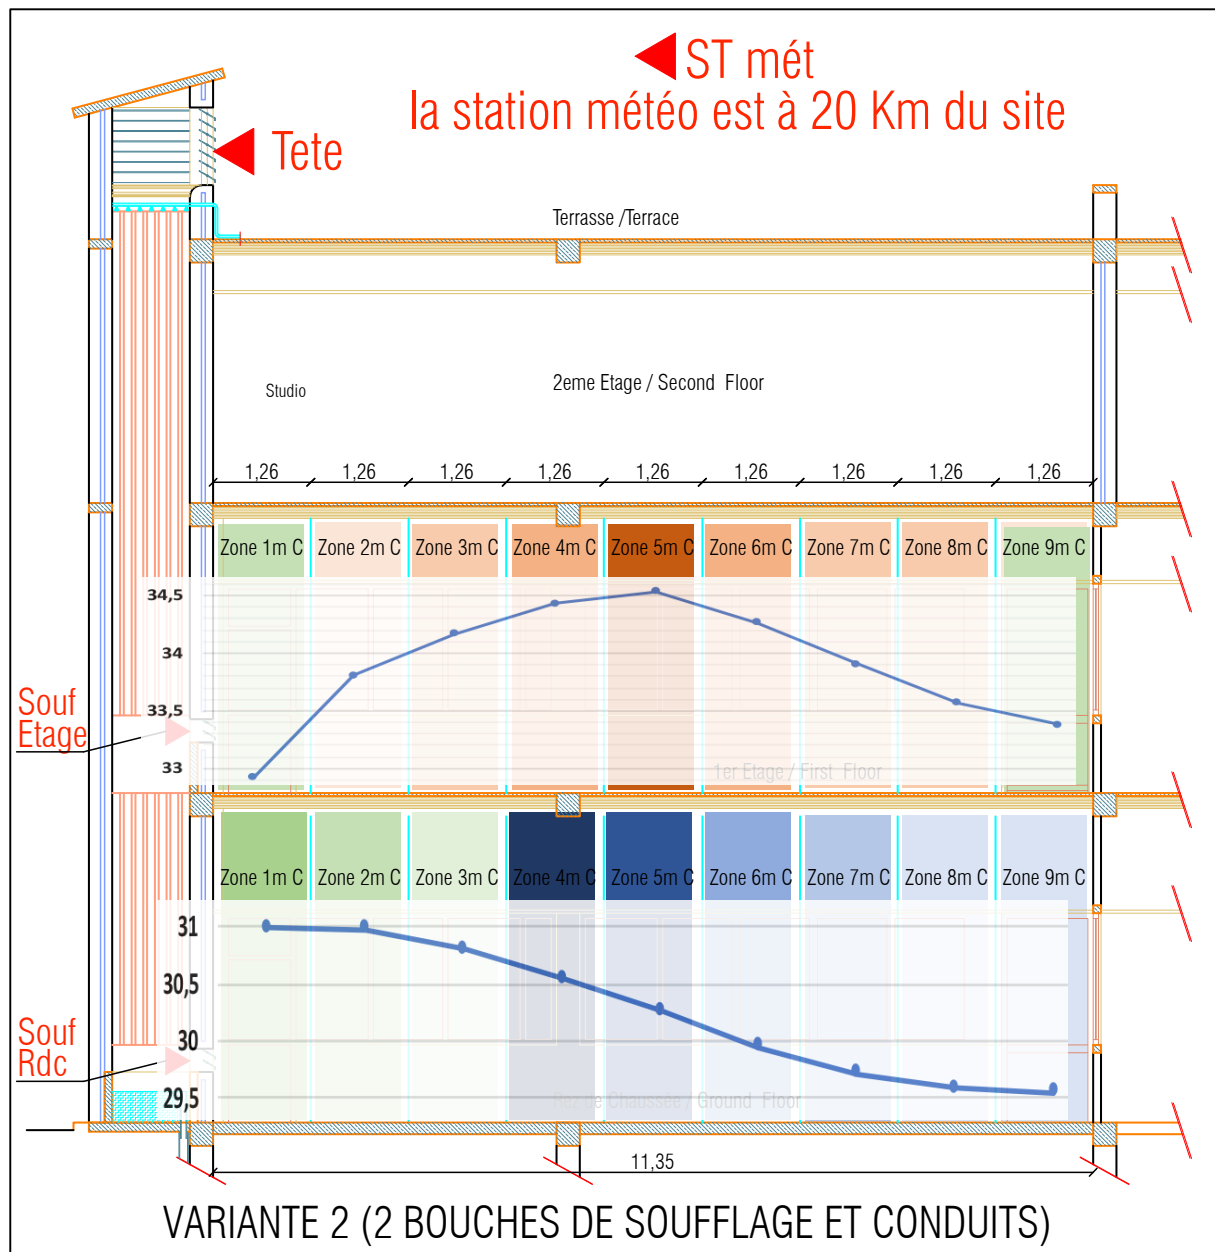 ST mét
la station météo est à 20 Km du site
Tete
Terrasse /Terrace
Studio
2eme Etage / Second Floor
1,26 1,26 1,26 1,26 1,26 1,26 1,26 1,26 1,26
Zone 1m C Zone 2m C Zone 3m C Zone 4m C Zone 5m C Zone 6m C Zone 7m C Zone 8m C Zone 9m C
34,5
34
33,5
33
Souf
Etage
1er Etage / First Floor
Zone 1m C Zone 2m C Zone 3m C Zone 4m C Zone 5m C Zone 6m C Zone 7m C Zone 8m C Zone 9m C
31
30,5
30
29,5
Souf
Rdc
Rez de Chaussée / Ground Floor
11,35
VARIANTE 2 (2 BOUCHES DE SOUFFLAGE ET CONDUITS)